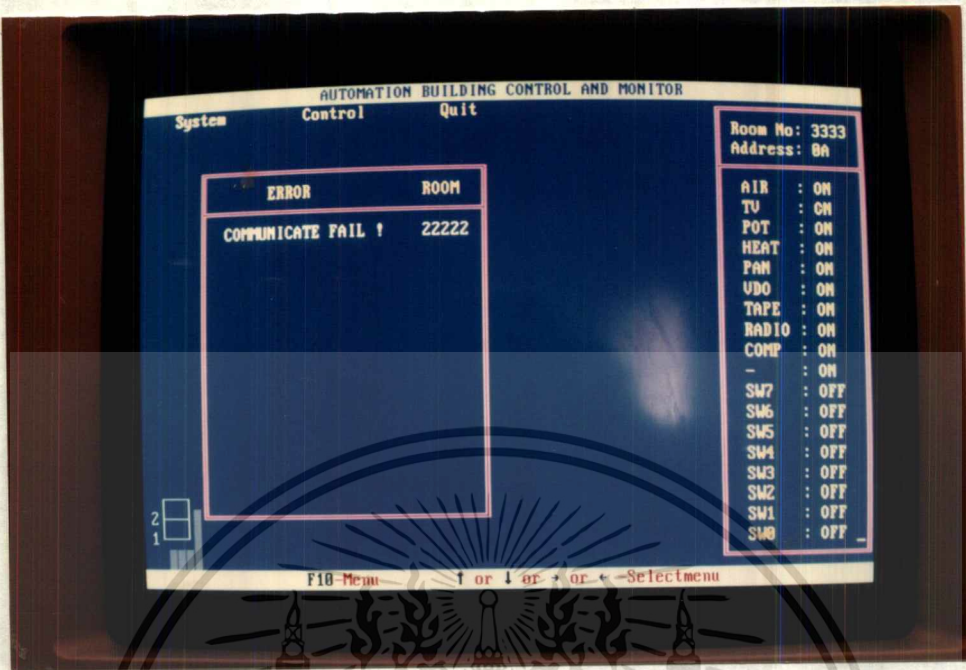 AUTOMATION BUILDING CONTROL AND MONITOR
System Control Quit
ERROR ROOM
COMMUNICATE FAIL ! 22222
2
1
Room No: 3333
Address: 0A
AIR : ON
TV : ON
POT : ON
HEAT : ON
PAN : ON
VDO : ON
TAPE : ON
RADIO : ON
COMP : ON
- : ON
SW7 : OFF
SW6 : OFF
SW5 : OFF
SW4 : OFF
SW3 : OFF
SW2 : OFF
SW1 : OFF
SW0 : OFF _
F10-Menu ↑ or ↓ or → or ← -Selectmenu